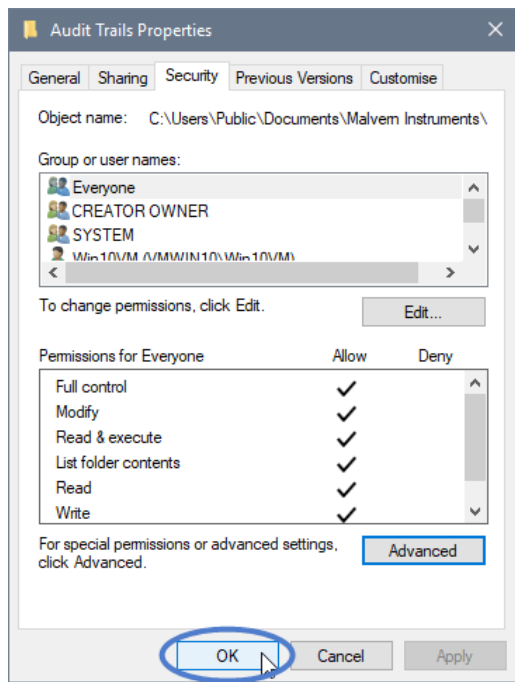 Audit Trails Properties
General Sharing Security Previous Versions Customise
Object name: C:\Users\Public\Documents\Malvern Instruments\
Group or user names:
Everyone
CREATOR OWNER
SYSTEM
Win10VM (VMWIN10\Win10VM)
To change permissions, click Edit.
Edit...
Permissions for Everyone Allow Deny
Full control
Modify
Read & execute
List folder contents
Read
Write
For special permissions or advanced settings,
click Advanced.
Advanced
OK Cancel Apply